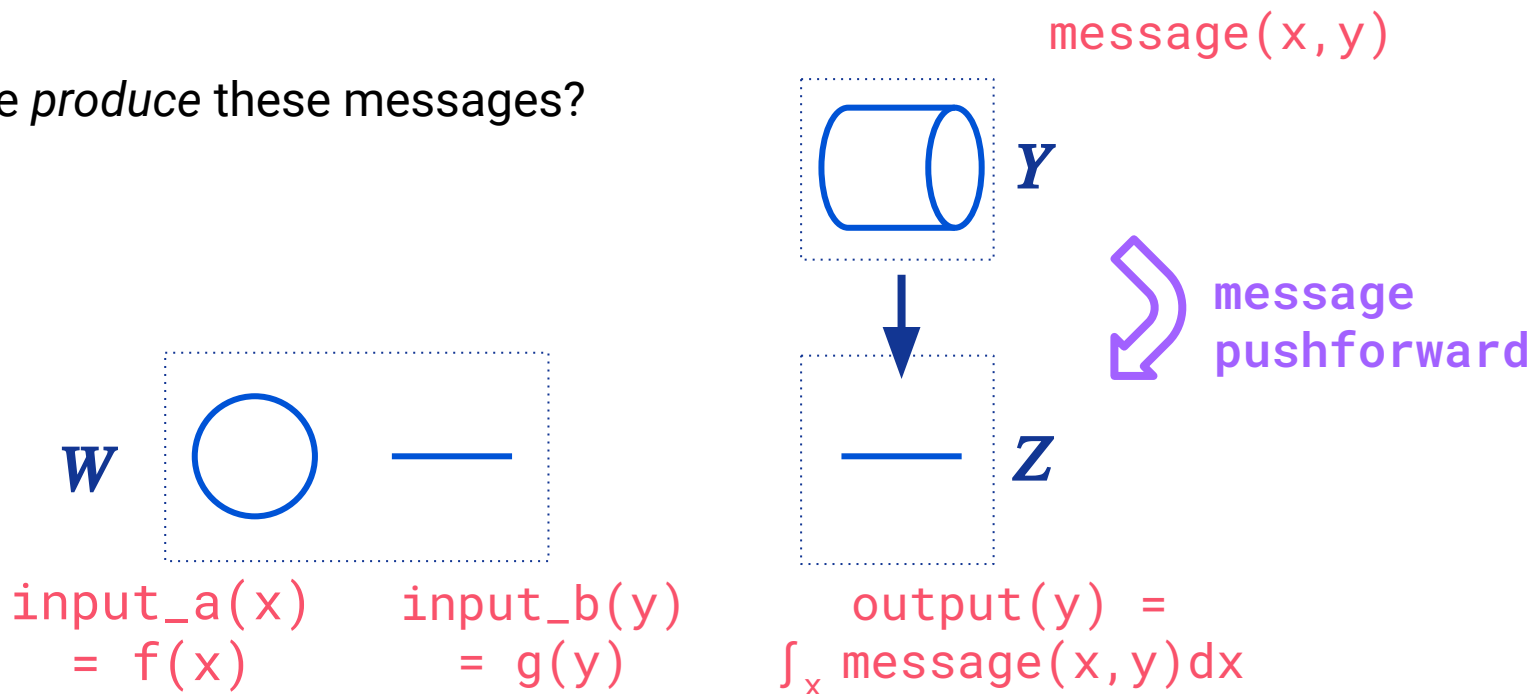 message(x,y)
e produce these messages?
Y
message
pushforward
W
Z
input_a(x)
= f(x)
input_b(y)
= g(y)
output(y) =
∫ₓ message(x,y)dx